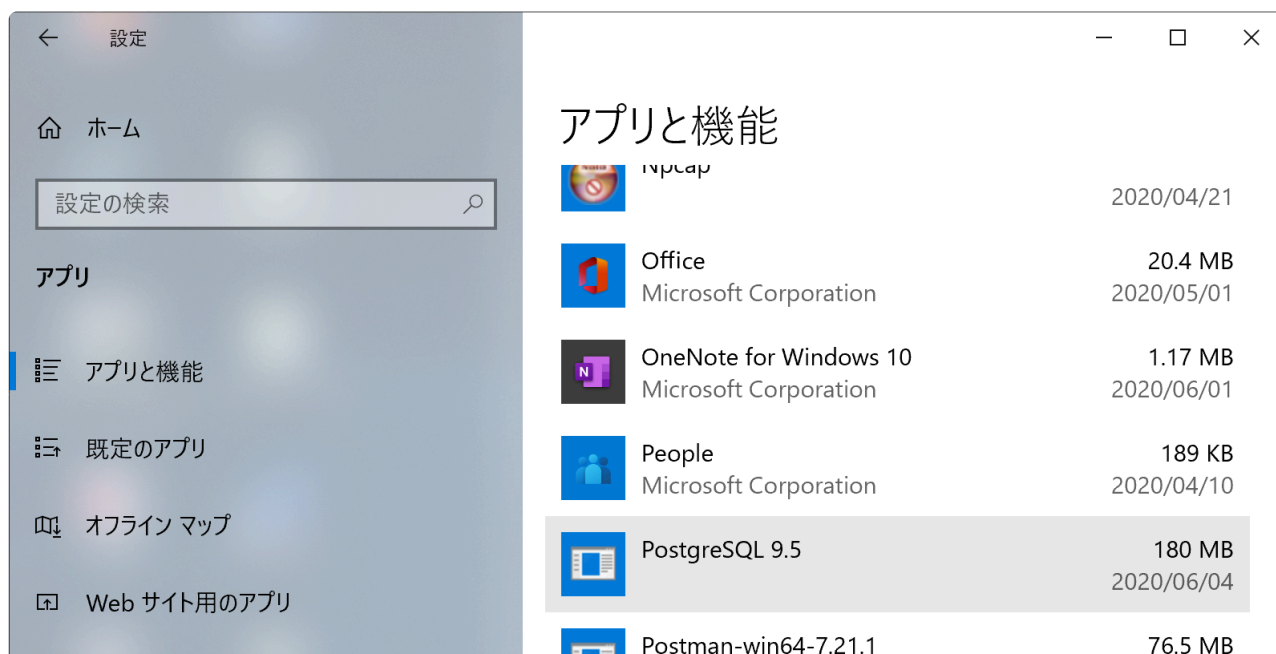 設定
ホーム
設定の検索
アプリ
アプリと機能
既定のアプリ
オフライン マップ
Web サイト用のアプリ
アプリと機能
Npcap
2020/04/21
Office 20.4 MB
Microsoft Corporation 2020/05/01
OneNote for Windows 10 1.17 MB
Microsoft Corporation 2020/06/01
People 189 KB
Microsoft Corporation 2020/04/10
PostgreSQL 9.5 180 MB
2020/06/04
Postman-win64-7.21.1 76.5 MB